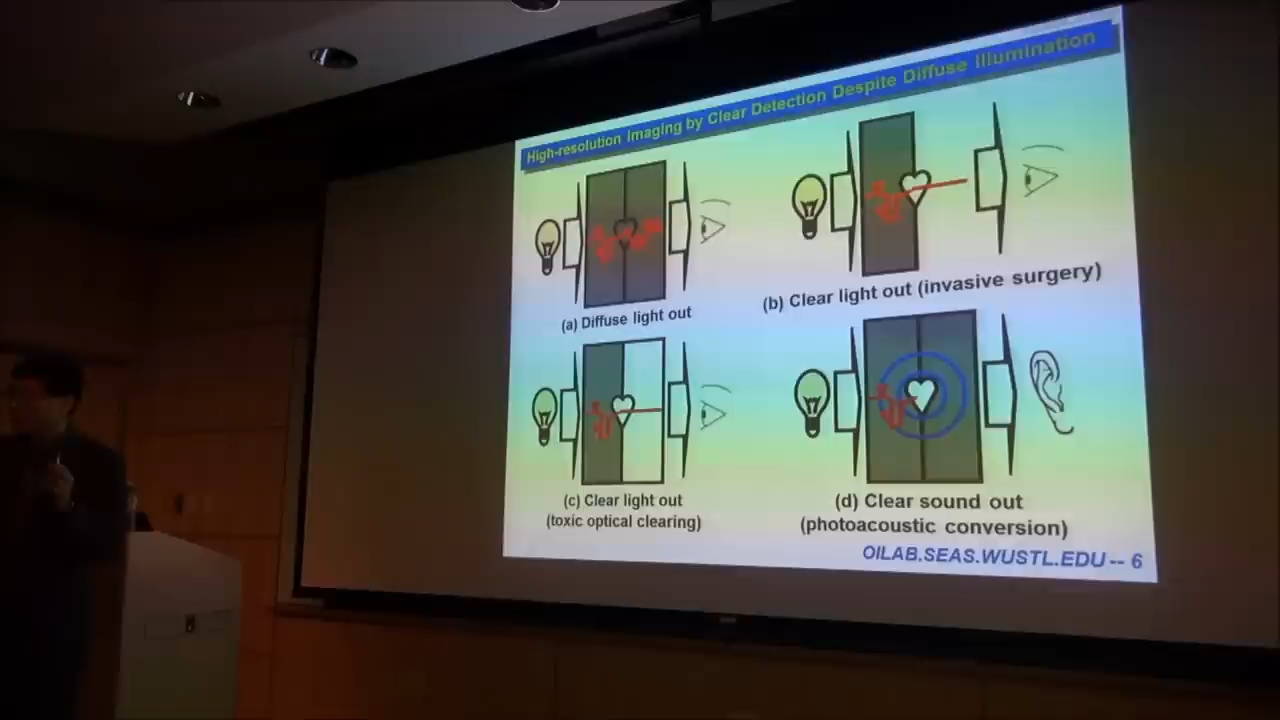 High-resolution Imaging by Clear Detection Despite Diffuse Illumination
(a) Diffuse light out
(b) Clear light out (invasive surgery)
(c) Clear light out
(toxic optical clearing)
(d) Clear sound out
(photoacoustic conversion)
OILAB.SEAS.WUSTL.EDU -- 6